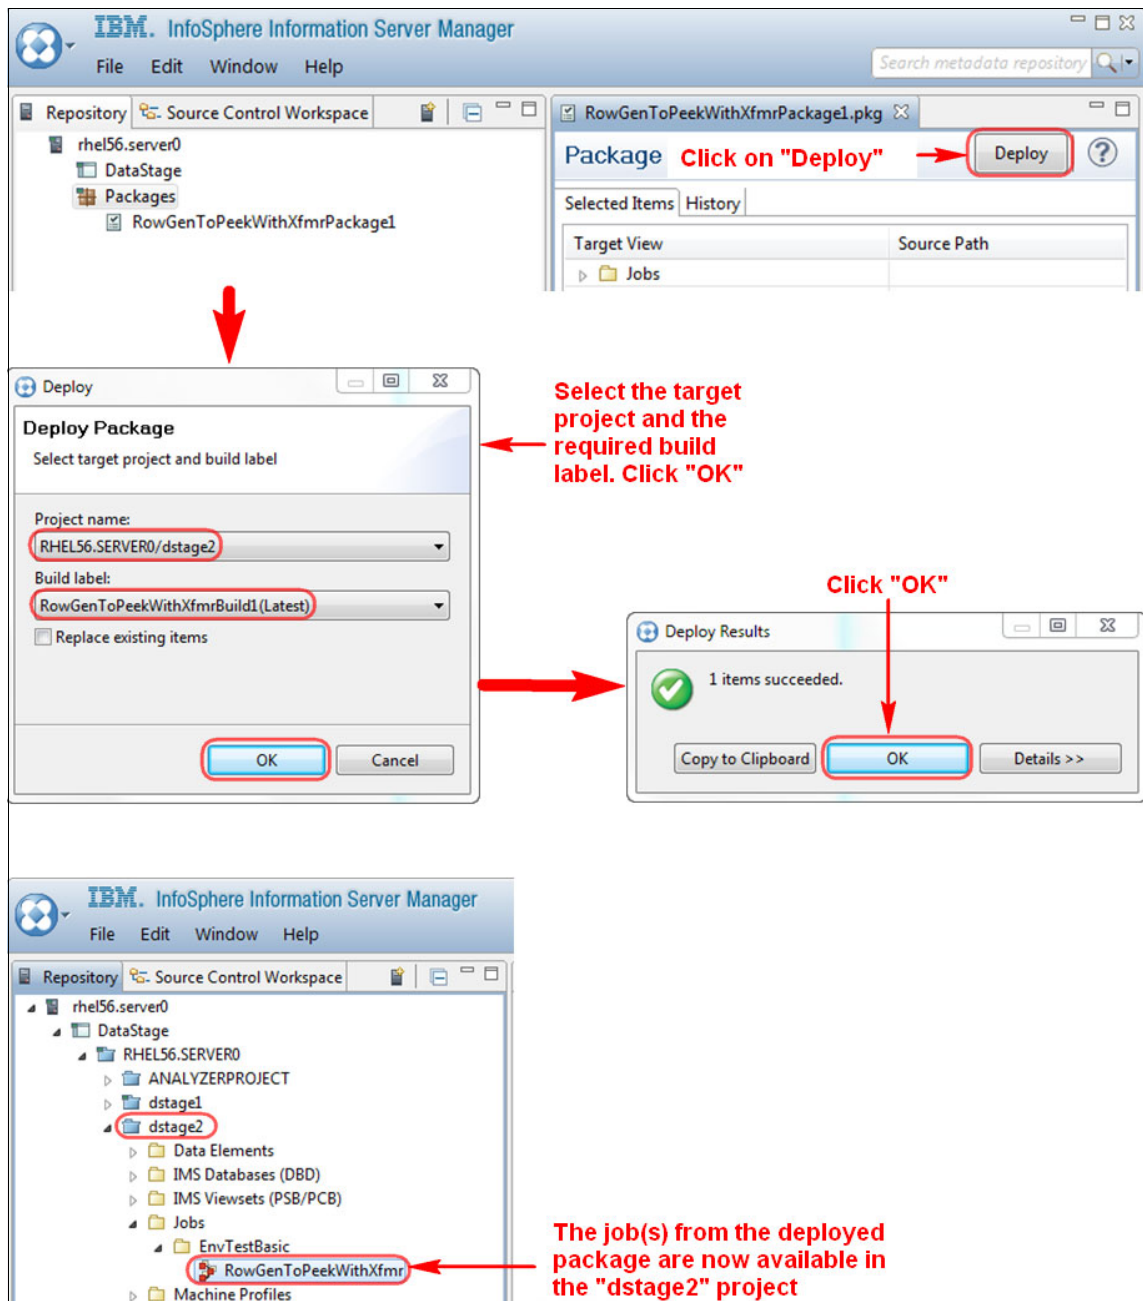 IBM. InfoSphere Information Server Manager
File Edit Window Help
Search metadata repository
Repository Source Control Workspace
rhel56.server0
DataStage
Packages
RowGenToPeekWithXfmrPackage1
RowGenToPeekWithXfmrPackage1.pkg
Package Click on "Deploy" Deploy ?
Selected Items History
Target View Source Path
Jobs
Deploy
Deploy Package
Select target project and build label
Project name:
RHEL56.SERVER0/dstage2
Build label:
RowGenToPeekWithXfmrBuild1(Latest)
Replace existing items
OK Cancel
Select the target
project and the
required build
label. Click "OK"
Click "OK"
Deploy Results
1 items succeeded.
Copy to Clipboard OK Details >>
IBM. InfoSphere Information Server Manager
File Edit Window Help
Repository Source Control Workspace
rhel56.server0
DataStage
RHEL56.SERVER0
ANALYZERPROJECT
dstage1
dstage2
Data Elements
IMS Databases (DBD)
IMS Viewsets (PSB/PCB)
Jobs
EnvTestBasic
RowGenToPeekWithXfmr
Machine Profiles
The job(s) from the deployed
package are now available in
the "dstage2" project